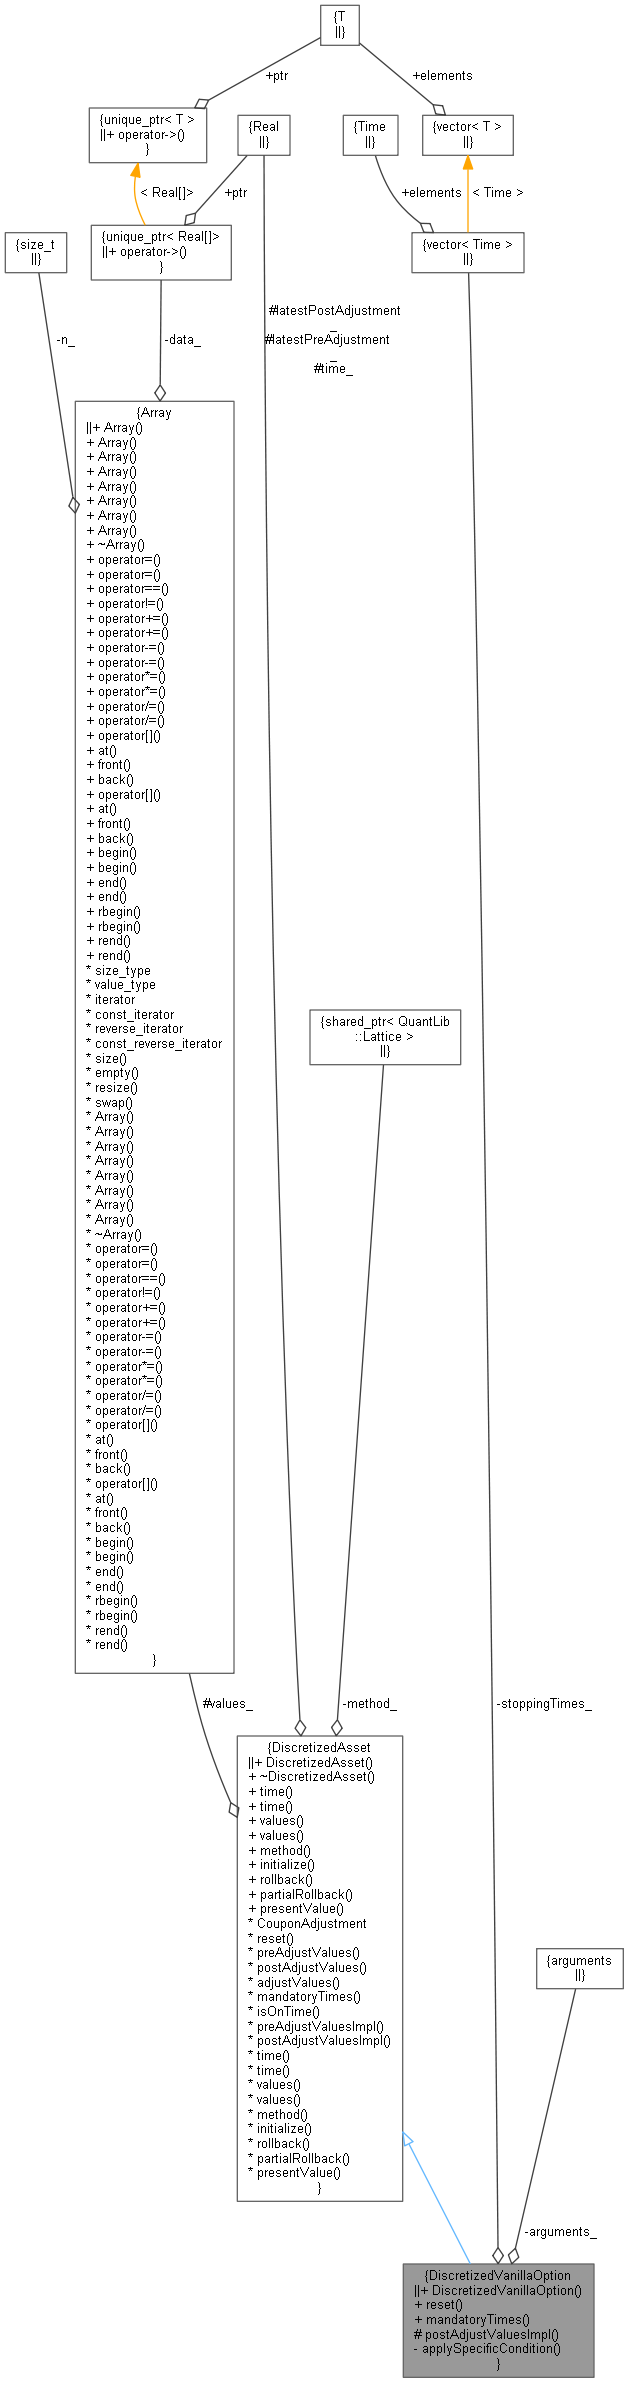 {T
||}
+ptr
+elements
{unique_ptr< T >
||+ operator->()
}
{Real
||}
{Time
||}
{vector< T >
||}
< Real[]>
+ptr
+elements
< Time >
{size_t
||}
{unique_ptr< Real[]>
||+ operator->()
}
{vector< Time >
||}
-n_
-data_
#latestPostAdjustment
_
#latestPreAdjustment
_
#time_
{Array
||+ Array()
+ Array()
+ Array()
+ Array()
+ Array()
+ Array()
+ Array()
+ Array()
+ ~Array()
+ operator=()
+ operator=()
+ operator==()
+ operator!=()
+ operator+=()
+ operator+=()
+ operator-=()
+ operator-=()
+ operator*=()
+ operator*=()
+ operator/=()
+ operator/=()
+ operator[]()
+ at()
+ front()
+ back()
+ operator[]()
+ at()
+ front()
+ back()
+ begin()
+ begin()
+ end()
+ end()
+ rbegin()
+ rbegin()
+ rend()
+ rend()
* size_type
* value_type
* iterator
* const_iterator
* reverse_iterator
* const_reverse_iterator
* size()
* empty()
* resize()
* swap()
* Array()
* Array()
* Array()
* Array()
* Array()
* Array()
* Array()
* Array()
* ~Array()
* operator=()
* operator=()
* operator==()
* operator!=()
* operator+=()
* operator+=()
* operator-=()
* operator-=()
* operator*=()
* operator*=()
* operator/=()
* operator/=()
* operator[]()
* at()
* front()
* back()
* operator[]()
* at()
* front()
* back()
* begin()
* begin()
* end()
* end()
* rbegin()
* rbegin()
* rend()
* rend()
}
{shared_ptr< QuantLib
::Lattice >
||}
#values_
-method_
-stoppingTimes_
{DiscretizedAsset
||+ DiscretizedAsset()
+ ~DiscretizedAsset()
+ time()
+ time()
+ values()
+ values()
+ method()
+ initialize()
+ rollback()
+ partialRollback()
+ presentValue()
* CouponAdjustment
* reset()
* preAdjustValues()
* postAdjustValues()
* adjustValues()
* mandatoryTimes()
* isOnTime()
* preAdjustValuesImpl()
* postAdjustValuesImpl()
* time()
* time()
* values()
* values()
* method()
* initialize()
* rollback()
* partialRollback()
* presentValue()
}
{arguments
||}
-arguments_
{DiscretizedVanillaOption
||+ DiscretizedVanillaOption()
+ reset()
+ mandatoryTimes()
# postAdjustValuesImpl()
- applySpecificCondition()
}